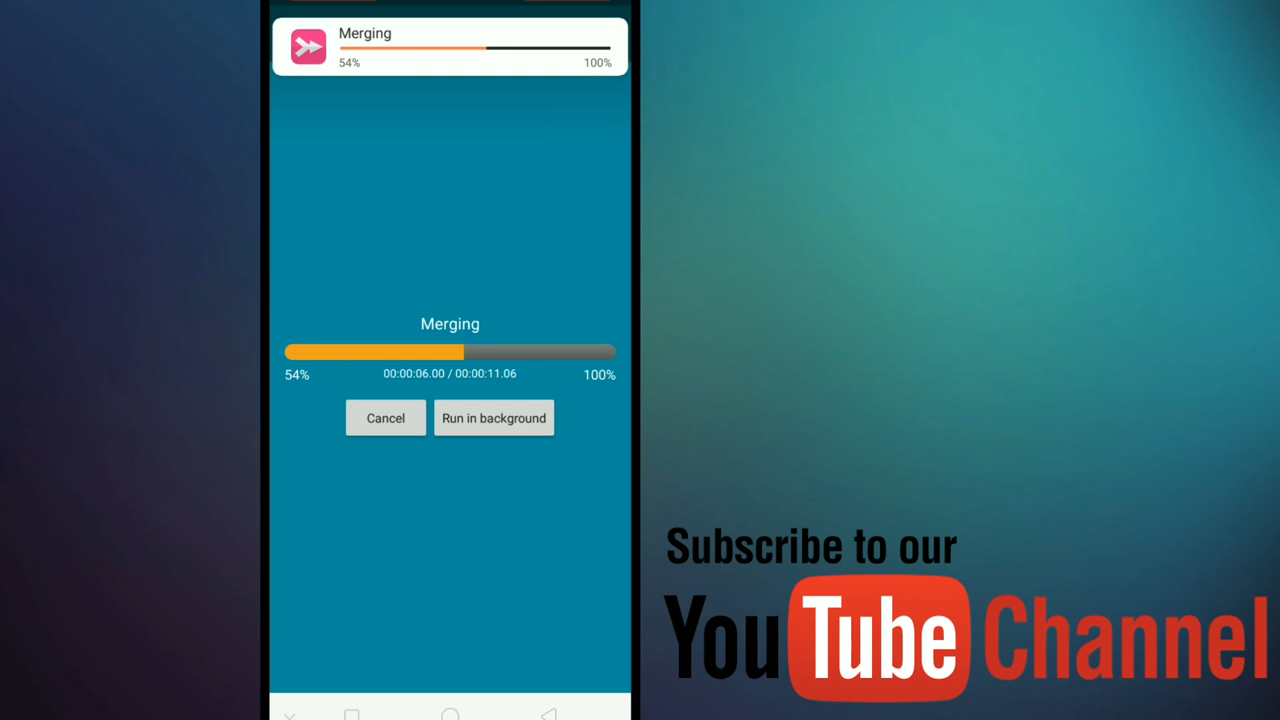 Merging
54% 100%
Merging
54% 00:00:06.00 / 00:00:11.06 100%
Cancel Run in background
Subscribe to our
YouTube Channel